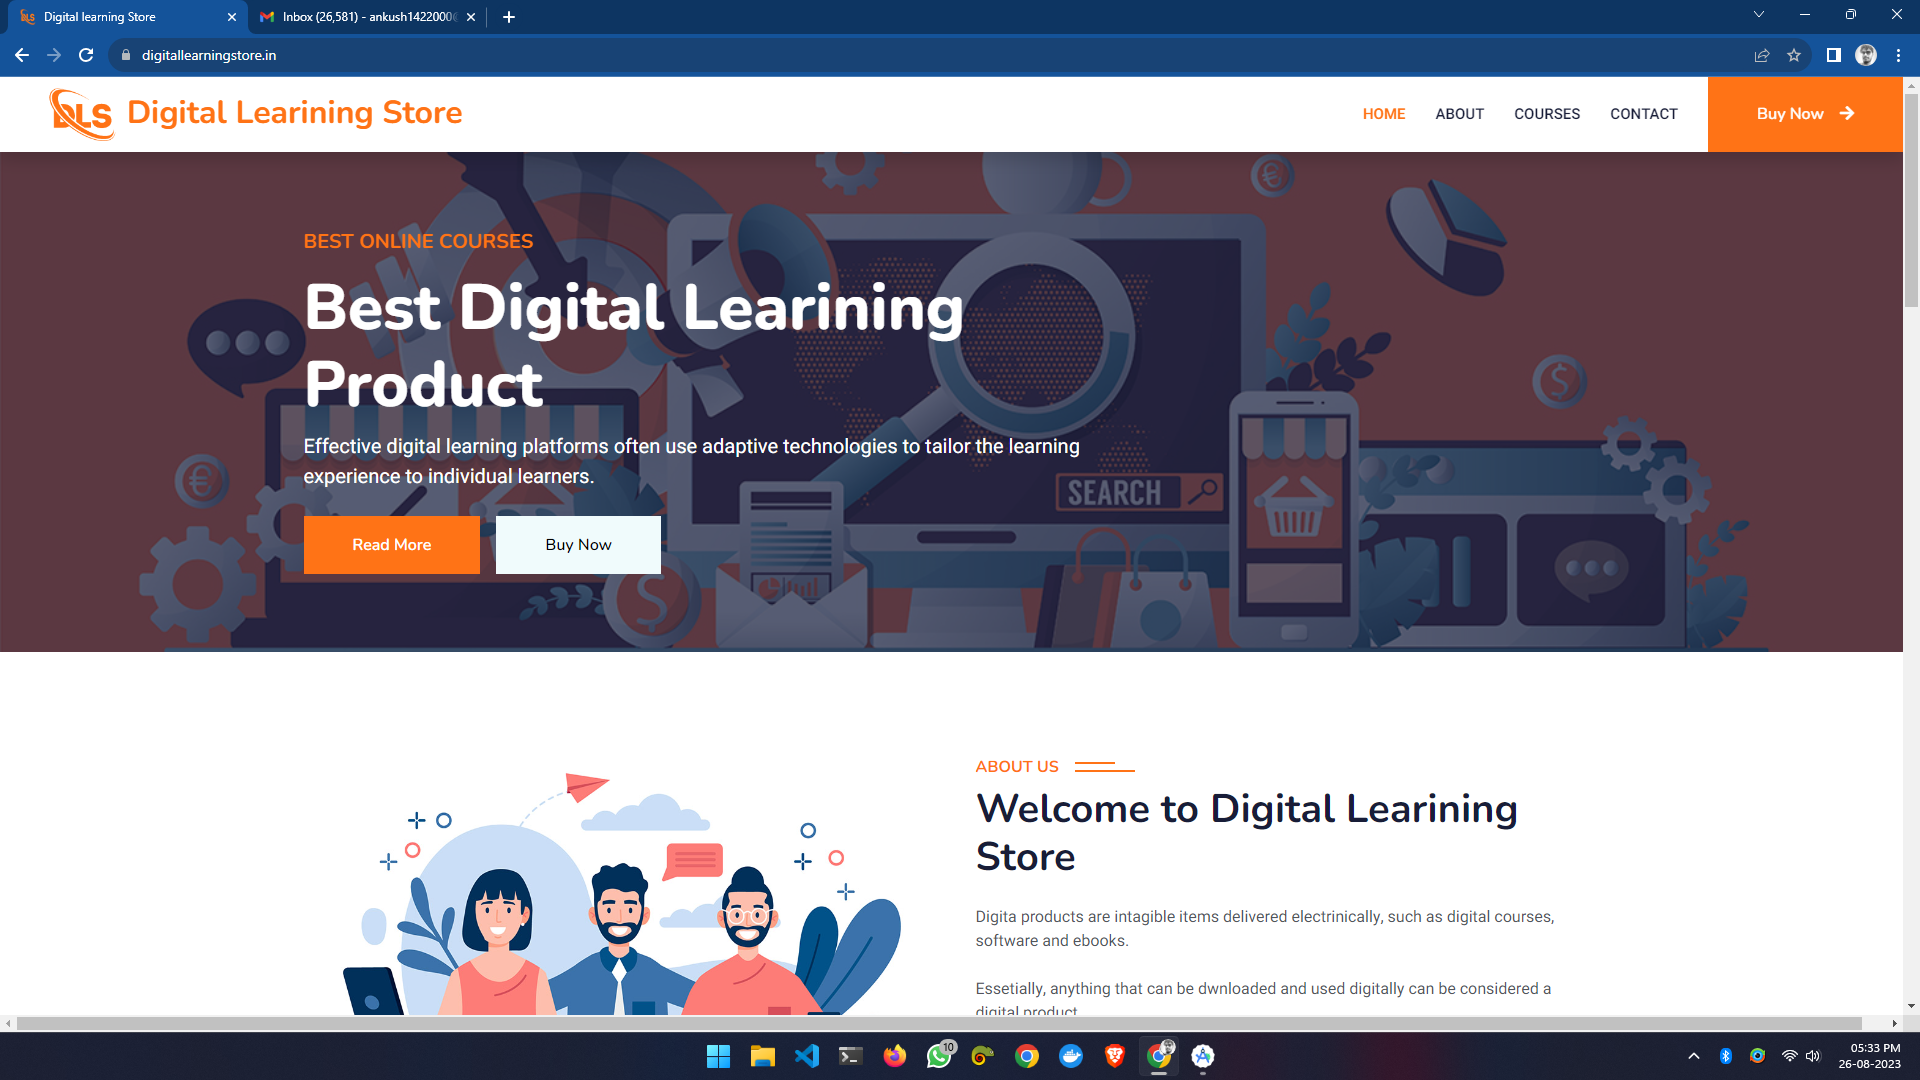 Digital learning Store
Inbox (26,581) - ankush1422000@
digitallearningstore.in
DLS Digital Learining Store
HOME ABOUT COURSES CONTACT Buy Now
BEST ONLINE COURSES
Best Digital Learining
Product
Effective digital learning platforms often use adaptive technologies to tailor the learning
experience to individual learners.
SEARCH
Read More Buy Now
ABOUT US
Welcome to Digital Learining
Store
Digita products are intagible items delivered electrinically, such as digital courses,
software and ebooks.
Essetially, anything that can be dwnloaded and used digitally can be considered a
digital product
10
05:33 PM
26-08-2023